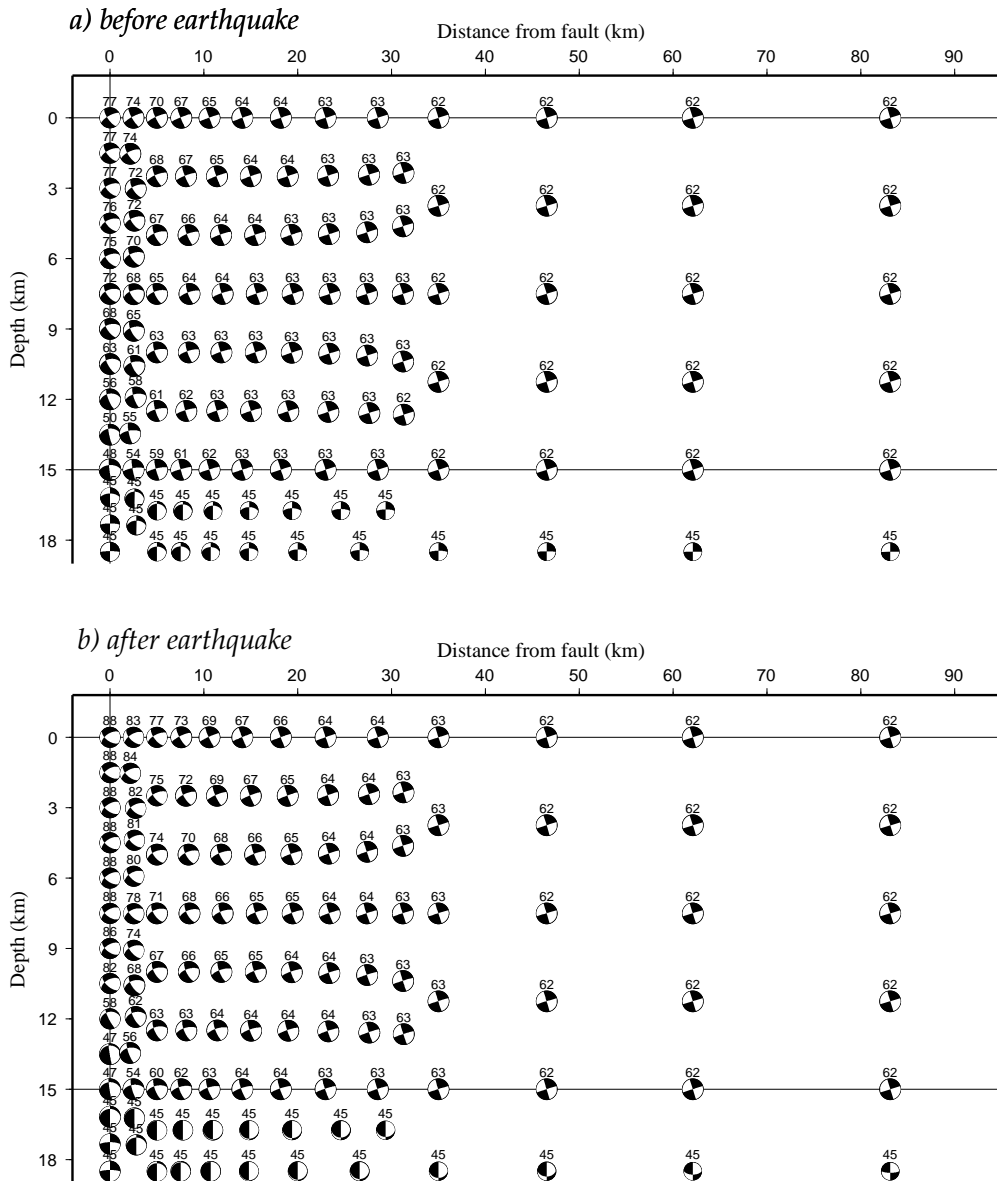 a) before earthquake
Distance from fault (km)
0 10 20 30 40 50 60 70 80 90
77 74 70 67 65 64 64 63 63 62 62 62 62
0
77 74
68 67 65 64 64 63 63 63
77 72
3
62 62 62 62
76 72
67 66 64 64 63 63 63 63
75 70
6
72 68 65 64 64 63 63 63 63 63 62 62 62 62
Depth (km)
68 65
9
63 63 63 63 63 63 63 63
63 61
62 62 62 62
56 58
12
61 62 63 63 63 63 63 62
50 55
48 54 59 61 62 63 63 63 63 62 62 62 62
15
45 45
45 45 45 45 45 45 45
45 45
45 45 45 45 45 45 45 45 45 45 45 45
18
b) after earthquake
Distance from fault (km)
0 10 20 30 40 50 60 70 80 90
88 83 77 73 69 67 66 64 64 63 62 62 62
0
88 84
75 72 69 67 65 64 64 63
88 82
3
63 62 62 62
88 81
74 70 68 66 65 64 64 63
88 80
6
88 78 71 68 66 65 65 64 64 63 63 62 62 62
Depth (km)
86 74
9
67 66 65 65 64 64 63 63
82 68
63 62 62 62
58 62
12
63 63 64 64 64 64 63 63
47 56
47 54 60 62 63 64 64 63 63 63 62 62 62
15
45 45
45 45 45 45 45 45 45
45 45
45 45 45 45 45 45 45 45 45 45 45 45
18